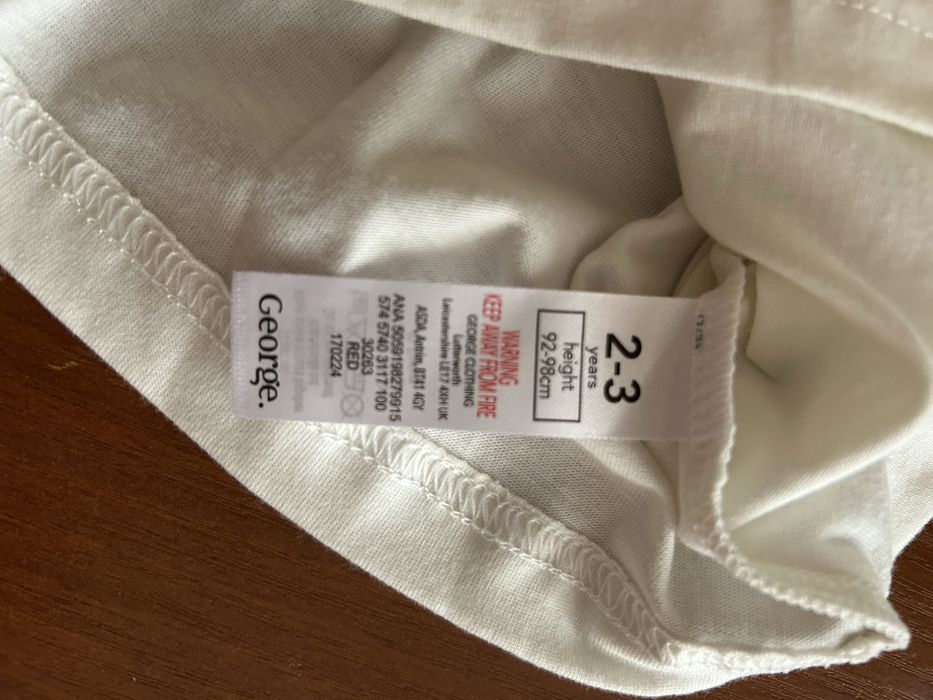 2-3
years
height
92-98cm
WARNING
KEEP AWAY FROM FIRE
GEORGE CLOTHING
Lutterworth
Leicestershire LE17 4XH UK
ASDA, Antrim, BT41 4GY
ANA 5059198279915
574 5740 3117 100
30263
RED
170224
George.